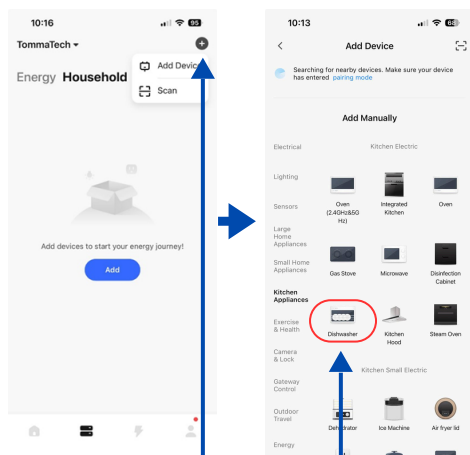 10:16
95
TommaTech
Add Device
Energy Household
Scan
Add devices to start your energy journey!
Add
10:13
63
Add Device
Searching for nearby devices. Make sure your device
has entered pairing mode
Add Manually
Electrical
Kitchen Electric
Lighting
Sensors
Large
Home
Appliances
Small Home
Appliances
Kitchen
Appliances
Exercise
& Health
Camera
& Lock
Gateway
Control
Outdoor
Travel
Energy
Oven
(2.4GHz&5G
Hz)
Integrated
Kitchen
Oven
Gas Stove
Microwave
Disinfection
Cabinet
Dishwasher
Kitchen
Hood
Steam Oven
Kitchen Small Electric
Dehydrator
Ice Machine
Air fryer lid